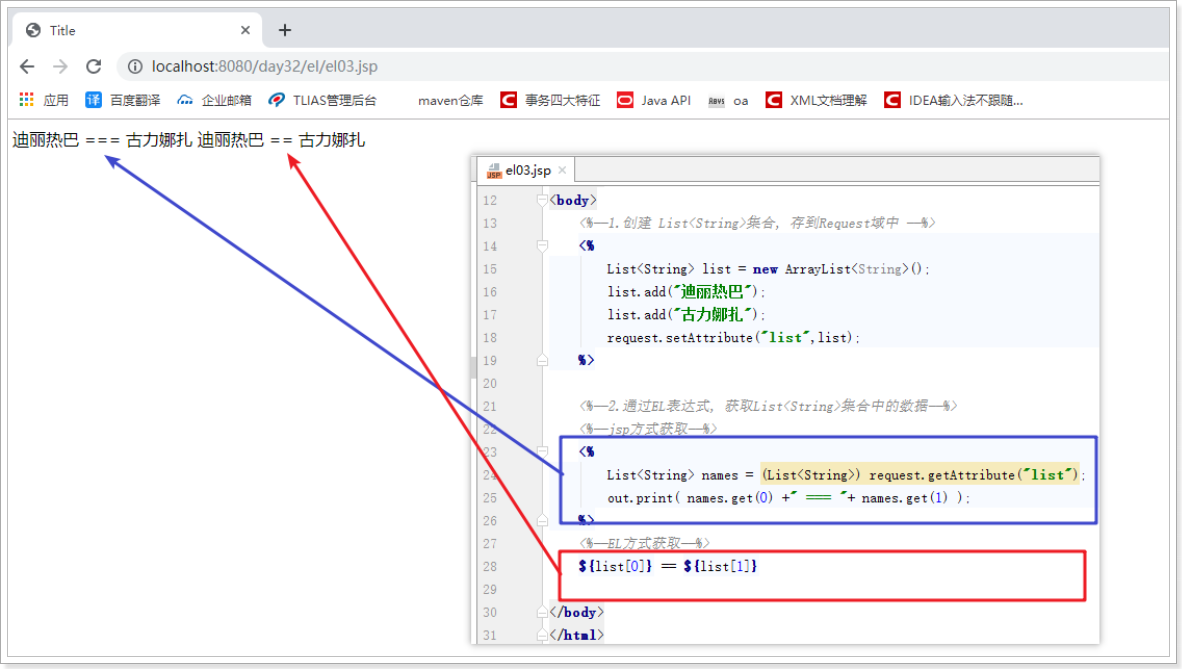 Title
localhost:8080/day32/el/el03.jsp
应用 百度翻译 企业邮箱 TLIAS管理后台 maven仓库 事务四大特征 Java API oa XML文档理解 IDEA输入法不跟随...
迪丽热巴 === 古力娜扎 迪丽热巴 == 古力娜扎
el03.jsp
12 <body>
13 <%--1.创建 List<String>集合, 存到Request域中 --%>
14 <%
15 List<String> list = new ArrayList<String>();
16 list.add("迪丽热巴");
17 list.add("古力娜扎");
18 request.setAttribute("list",list);
19 %>
20
21 <%--2.通过EL表达式, 获取List<String>集合中的数据--%>
22 <%--jsp方式获取--%>
23 <%
24 List<String> names = (List<String>) request.getAttribute("list");
25 out.print( names.get(0) +" === "+ names.get(1) );
26 %>
27 <%--EL方式获取--%>
28 ${list[0]} == ${list[1]}
29
30 </body>
31 </html>